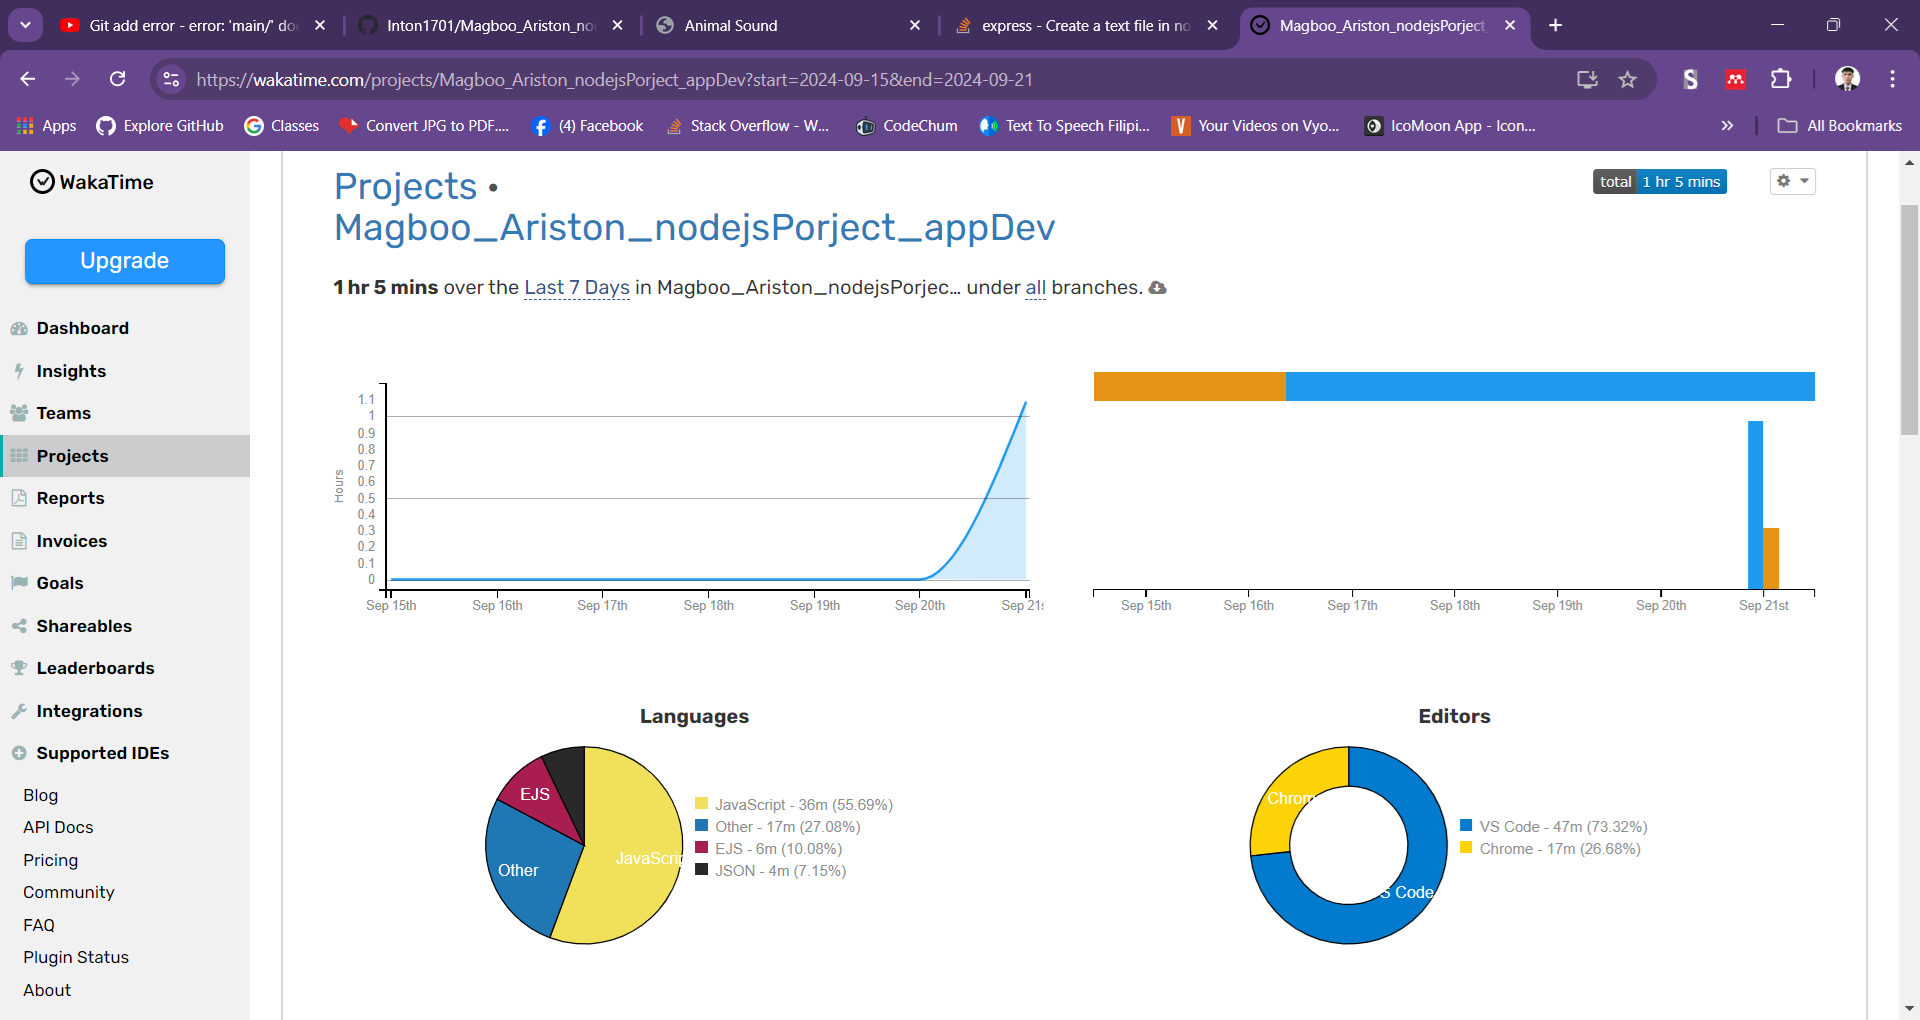 Git add error - error: 'main/' do
Inton1701/Magboo_Ariston_no
Animal Sound
express - Create a text file in no
Magboo_Ariston_nodejsPorject
https://wakatime.com/projects/Magboo_Ariston_nodejsPorject_appDev?start=2024-09-15&end=2024-09-21
Apps
Explore GitHub
Classes
Convert JPG to PDF....
(4) Facebook
Stack Overflow - W...
CodeChum
Text To Speech Filipi...
Your Videos on Vyo...
IcoMoon App - Icon...
All Bookmarks
WakaTime
Upgrade
Dashboard
Insights
Teams
Projects
Reports
Invoices
Goals
Shareables
Leaderboards
Integrations
Supported IDEs
Blog
API Docs
Pricing
Community
FAQ
Plugin Status
About
Projects •
Magboo_Ariston_nodejsPorject_appDev
total 1 hr 5 mins
1 hr 5 mins over the Last 7 Days in Magboo_Ariston_nodejsPorjec... under all branches.
Hours
1.1
1
0.9
0.8
0.7
0.6
0.5
0.4
0.3
0.2
0.1
0
Sep 15th Sep 16th Sep 17th Sep 18th Sep 19th Sep 20th Sep 21s
Sep 15th Sep 16th Sep 17th Sep 18th Sep 19th Sep 20th Sep 21st
Languages
EJS
Other
JavaScrip
JavaScript - 36m (55.69%)
Other - 17m (27.08%)
EJS - 6m (10.08%)
JSON - 4m (7.15%)
Editors
Chrom
S Code
VS Code - 47m (73.32%)
Chrome - 17m (26.68%)